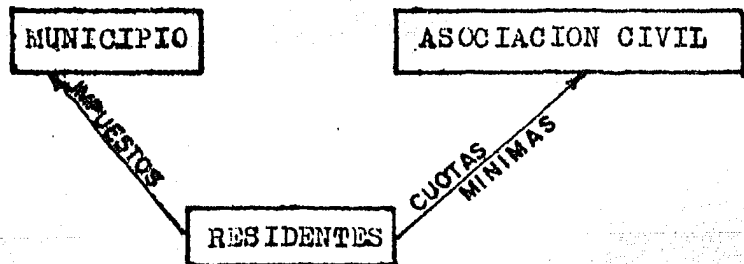 MUNICIPIO
ASOCIACION CIVIL
IMPUESTOS
CUOTAS
MINIMAS
RESIDENTES